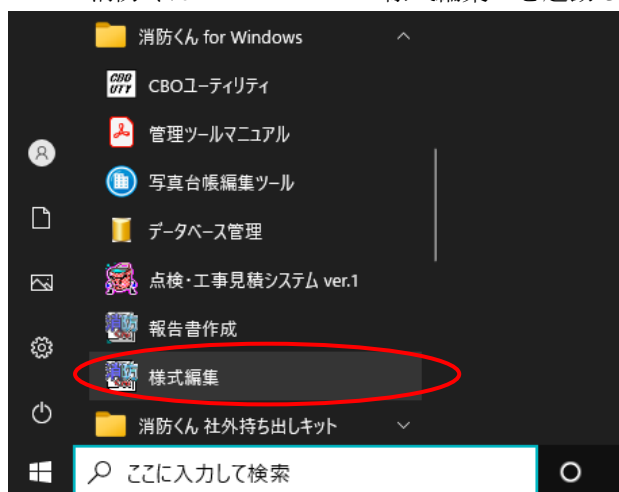 消防くん for Windows
CBO UTY CBOユーティリティ
管理ツールマニュアル
写真台帳編集ツール
データベース管理
点検・工事見積システム ver.1
報告書作成
様式編集
消防くん 社外持ち出しキット
ここに入力して検索